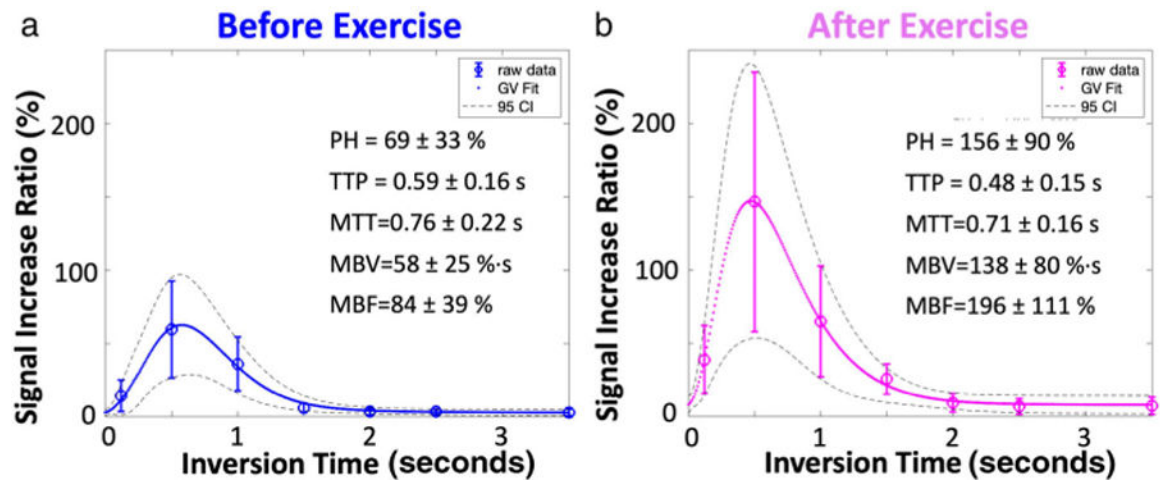 a
Before Exercise
raw data
GV Fit
95 CI
PH = 69 ± 33 %
TTP = 0.59 ± 0.16 s
MTT=0.76 ± 0.22 s
MBV=58 ± 25 %·s
MBF=84 ± 39 %
Signal Increase Ratio (%)
200
100
0
0 1 2 3
Inversion Time (seconds)
b
After Exercise
raw data
GV Fit
95 CI
PH = 156 ± 90 %
TTP = 0.48 ± 0.15 s
MTT=0.71 ± 0.16 s
MBV=138 ± 80 %·s
MBF=196 ± 111 %
Signal Increase Ratio (%)
200
100
0
0 1 2 3
Inversion Time (seconds)